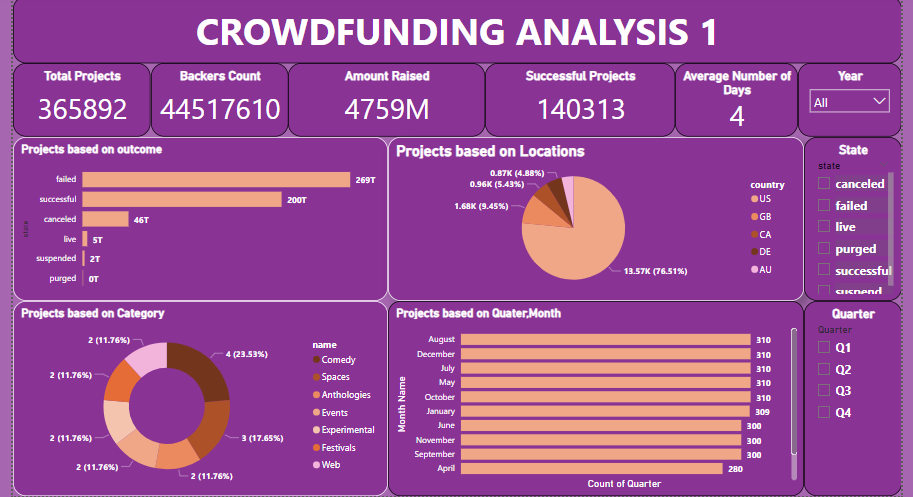 CROWDFUNDING ANALYSIS 1
Total Projects
365892
Backers Count
44517610
Amount Raised
4759M
Successful Projects
140313
Average Number of
Days
4
Year
All
Projects based on outcome
state
failed
269T
successful
200T
canceled
46T
live
5T
suspended
2T
purged
0T
Projects based on Locations
0.87K (4.88%)
0.96K (5.43%)
1.68K (9.45%)
13.57K (76.51%)
country
US
GB
CA
DE
AU
State
state
canceled
failed
live
purged
successful
suspend
Projects based on Category
2 (11.76%)
4 (23.53%)
2 (11.76%)
2 (11.76%)
3 (17.65%)
2 (11.76%)
2 (11.76%)
name
Comedy
Spaces
Anthologies
Events
Experimental
Festivals
Web
Projects based on Quater,Month
Month Name
August
310
December
310
July
310
May
310
October
310
January
309
June
300
November
300
September
300
April
280
Count of Quarter
Quarter
Quarter
Q1
Q2
Q3
Q4